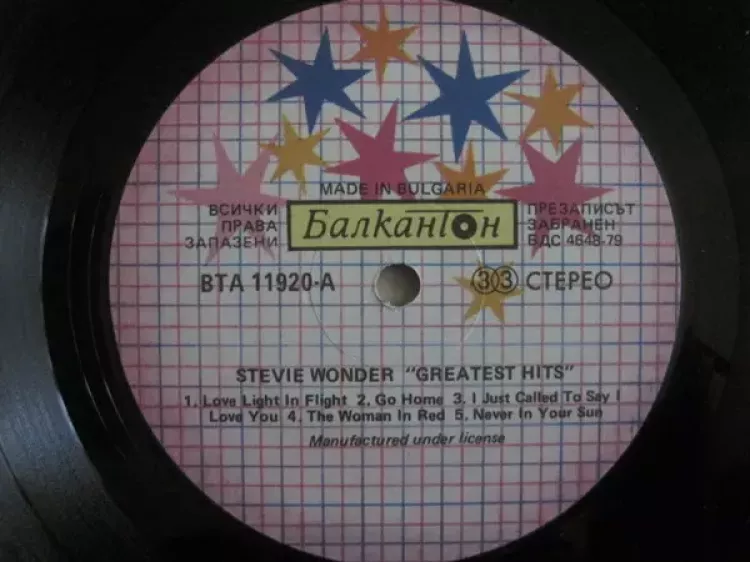 MADE IN BULGARIA
ВСИЧКИ
ПРАВА
ЗАПАЗЕНИ
Балкантон
ПРЕЗАПИСЪТ
ЗАБРАНЕН
БДС 4648-79
ВТА 11920-А
33 СТЕРЕО
STEVIE WONDER "GREATEST HITS"
1. Love Light In Flight 2. Go Home 3. I Just Called To Say I
Love You 4. The Woman In Red 5. Never In Your Sun
Manufactured under license